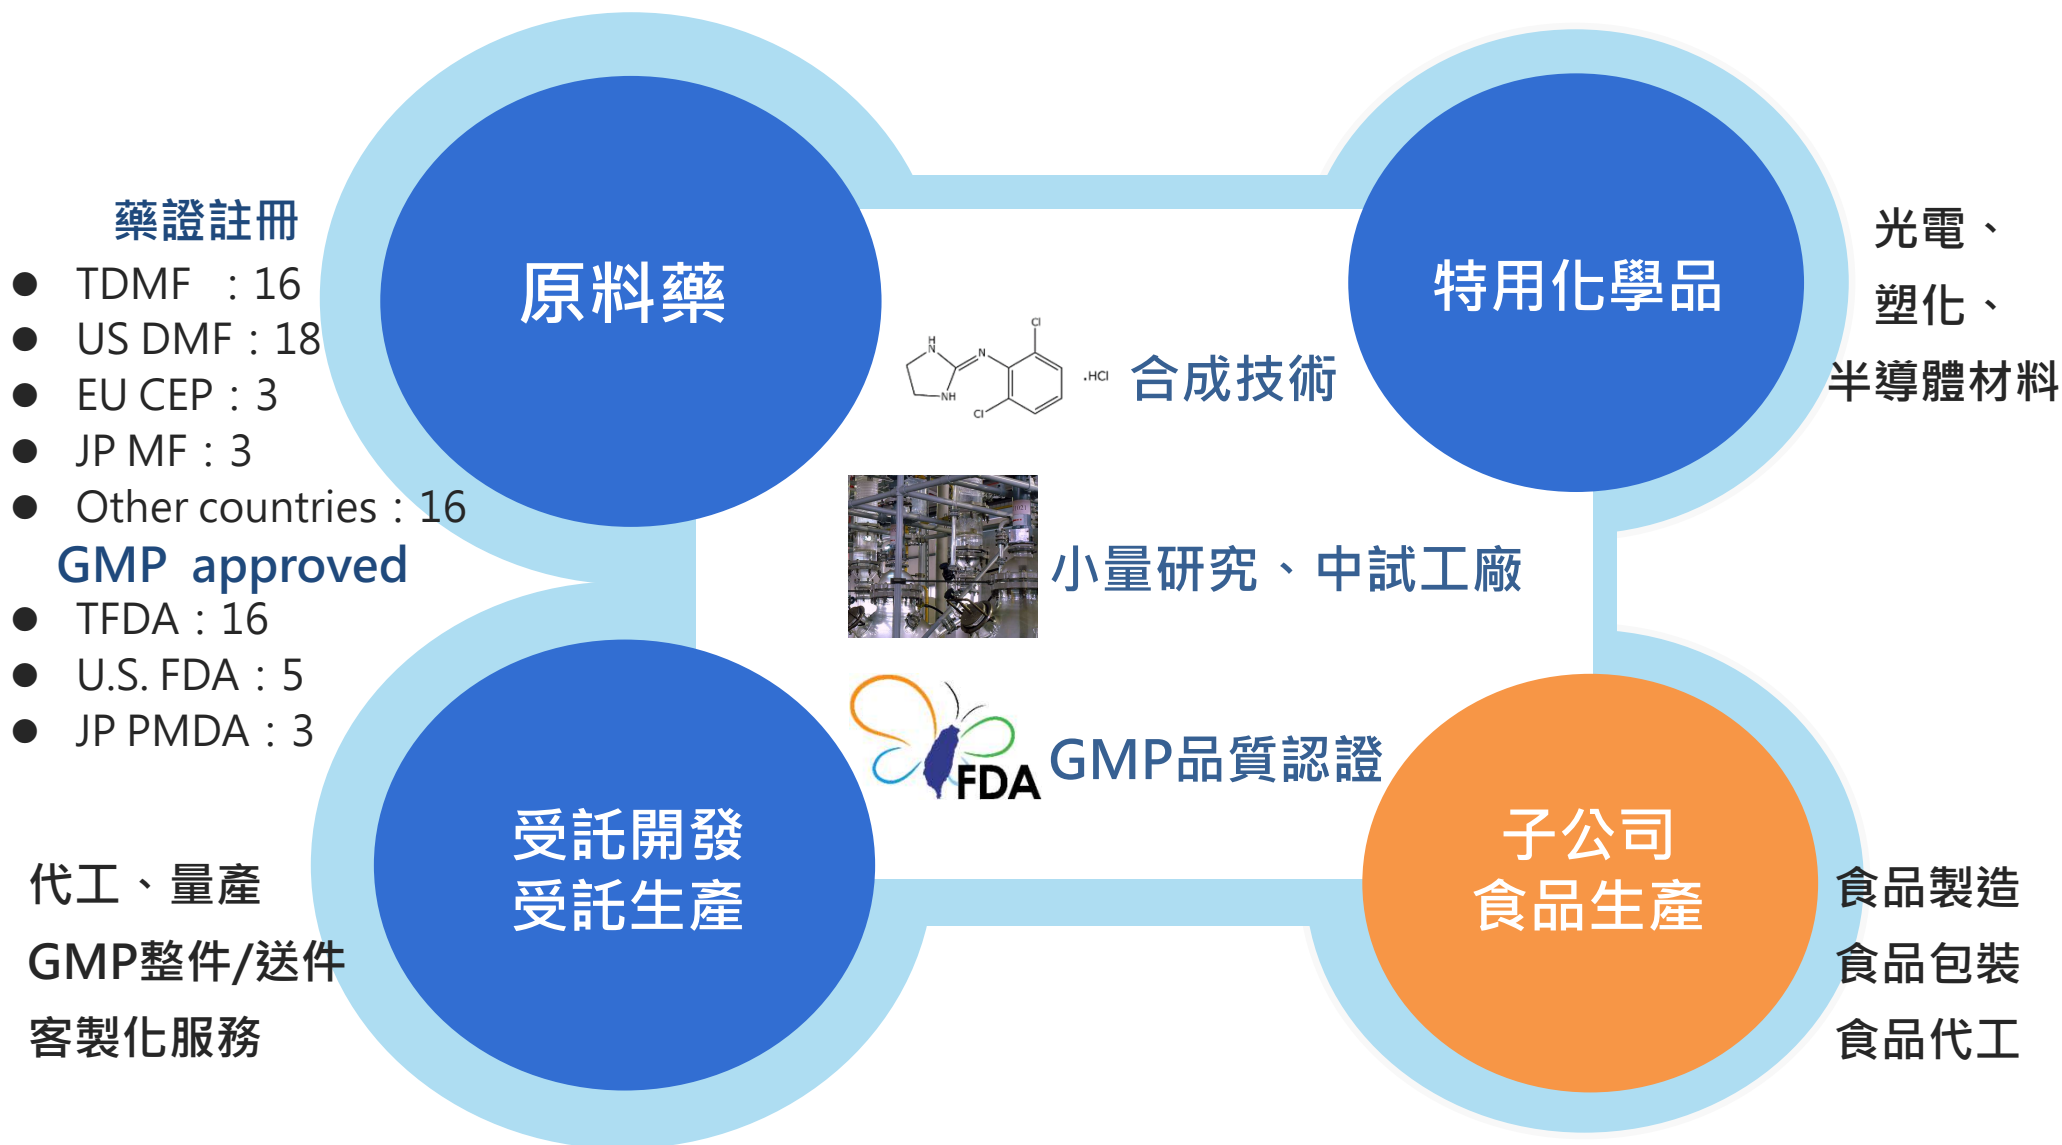 藥證註冊
● TDMF ：16
● US DMF：18
● EU CEP：3
● JP MF：3
● Other countries：16
GMP approved
● TFDA：16
● U.S. FDA：5
● JP PMDA：3
原料藥
特用化學品
光電、
塑化、
半導體材料
H
N
N
NH
Cl
Cl
.HCl
合成技術
小量研究、中試工廠
FDA
GMP品質認證
受託開發
受託生產
代工、量產
GMP整件/送件
客製化服務
子公司
食品生產
食品製造
食品包裝
食品代工